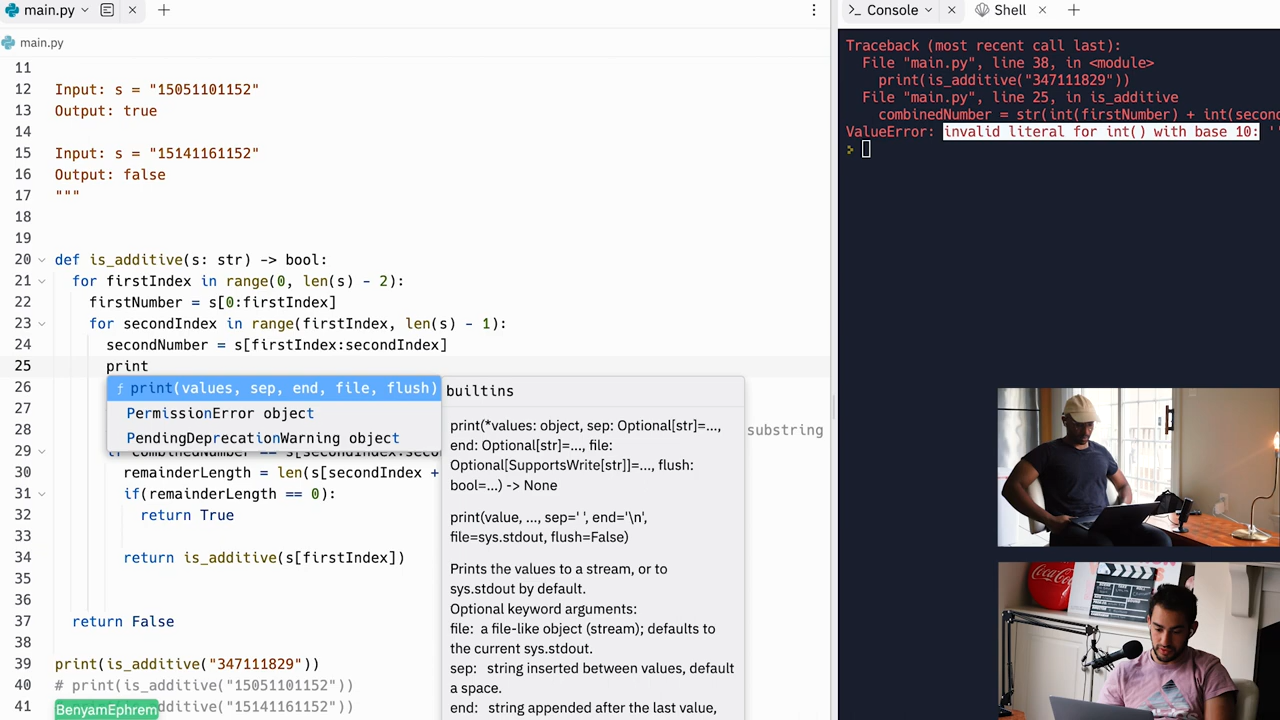 main.py
main.py
11
12 Input: s = "15051101152"
13 Output: true
14
15 Input: s = "15141161152"
16 Output: false
17 """
18
19
20 def is_additive(s: str) -> bool:
21 for firstIndex in range(0, len(s) - 2):
22 firstNumber = s[0:firstIndex]
23 for secondIndex in range(firstIndex, len(s) - 1):
24 secondNumber = s[firstIndex:secondIndex]
25 print
26
27
28 substring
29
30 remainderLength = len(s[secondIndex +
31 if(remainderLength == 0):
32 return True
33
34 return is_additive(s[firstIndex])
35
36
37 return False
38
39 print(is_additive("347111829"))
40 # print(is_additive("15051101152"))
41 "15141161152"))
BenyamEphrem
ƒ print(values, sep, end, file, flush)
PermissionError object
PendingDeprecationWarning object
builtins
print(*values: object, sep: Optional[str]=...,
end: Optional[str]=..., file:
Optional[SupportsWrite[str]]=..., flush:
bool=...) -> None
print(value, ..., sep=' ', end='\n',
file=sys.stdout, flush=False)
Prints the values to a stream, or to
sys.stdout by default.
Optional keyword arguments:
file: a file-like object (stream); defaults to
the current sys.stdout.
sep: string inserted between values, default
a space.
end: string appended after the last value,
Console
Shell
Traceback (most recent call last):
File "main.py", line 38, in <module>
print(is_additive("347111829"))
File "main.py", line 25, in is_additive
combinedNumber = str(int(firstNumber) + int(secon
ValueError: invalid literal for int() with base 10: '
Coca-Cola